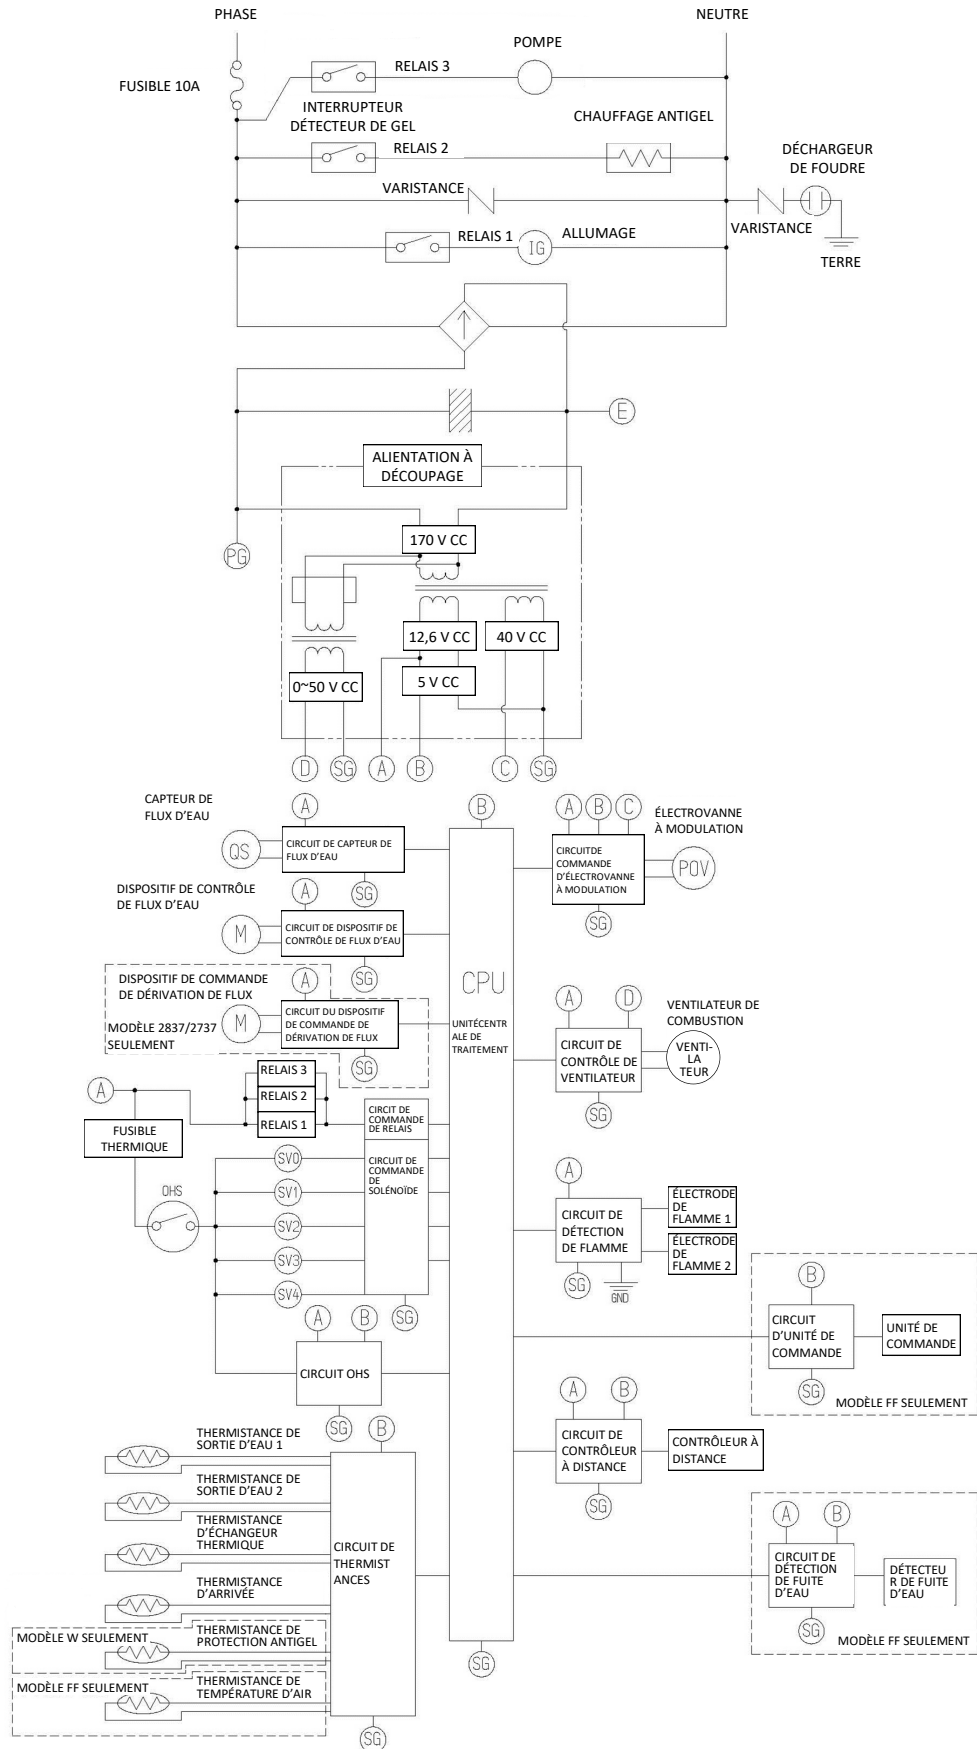 PHASE
NEUTRE
POMPE
RELAIS 3
FUSIBLE 10A
INTERRUPTEUR
DÉTECTEUR DE GEL
CHAUFFAGE ANTIGEL
RELAIS 2
DÉCHARGEUR
DE FOUDRE
VARISTANCE
VARISTANCE
RELAIS 1
IG
ALLUMAGE
TERRE
E
ALIENTATION À
DÉCOUPAGE
170 V CC
PG
12,6 V CC
40 V CC
5 V CC
0~50 V CC
D
SG
A
B
C
SG
CAPTEUR DE
FLUX D'EAU
A
QS
CIRCUIT DE CAPTEUR DE
FLUX D'EAU
SG
B
A
B
C
ÉLECTROVANNE
À MODULATION
CIRCUITDE
COMMANDE
D'ÉLECTROVANNE
À MODULATION
POV
SG
DISPOSITIF DE CONTRÔLE
DE FLUX D'EAU
A
M
CIRCUIT DE DISPOSITIF DE
CONTRÔLE DE FLUX D'EAU
SG
DISPOSITIF DE COMMANDE
DE DÉRIVATION DE FLUX
A
MODÈLE 2837/2737
SEULEMENT
M
CIRCUIT DU DISPOSITIF
DE COMMANDE DE
DÉRIVATION DE FLUX
SG
CPU
UNITÉCENTR
ALE DE
TRAITEMENT
A
D
VENTILATEUR DE
COMBUSTION
CIRCUIT DE
CONTRÔLE DE
VENTILATEUR
VENTI-
LA
TEUR
SG
A
FUSIBLE
THERMIQUE
RELAIS 3
RELAIS 2
RELAIS 1
CIRCIT DE
COMMANDE
DE RELAIS
CIRCUIT DE
COMMANDE
DE
SOLÉNOÏDE
OHS
SV0
SV1
SV2
SV3
SV4
SG
A
CIRCUIT DE
DÉTECTION
DE FLAMME
ÉLECTRODE
DE
FLAMME 1
ÉLECTRODE
DE
FLAMME 2
SG
GND
A
B
CIRCUIT OHS
SG
B
CIRCUIT
D'UNITÉ DE
COMMANDE
UNITÉ DE
COMMANDE
SG
MODÈLE FF SEULEMENT
A
B
CIRCUIT DE
CONTRÔLEUR
À DISTANCE
CONTRÔLEUR À
DISTANCE
SG
B
THERMISTANCE DE
SORTIE D'EAU 1
THERMISTANCE DE
SORTIE D'EAU 2
THERMISTANCE
D'ÉCHANGEUR
THERMIQUE
THERMISTANCE
D'ARRIVÉE
MODÈLE W SEULEMENT
THERMISTANCE DE
PROTECTION ANTIGEL
MODÈLE FF SEULEMENT
THERMISTANCE DE
TEMPÉRATURE D'AIR
CIRCUIT DE
THERMIST
ANCES
SG
SG
A
B
CIRCUIT DE
DÉTECTION
DE FUITE
D'EAU
DÉTECTEU
R DE FUITE
D'EAU
SG
MODÈLE FF SEULEMENT